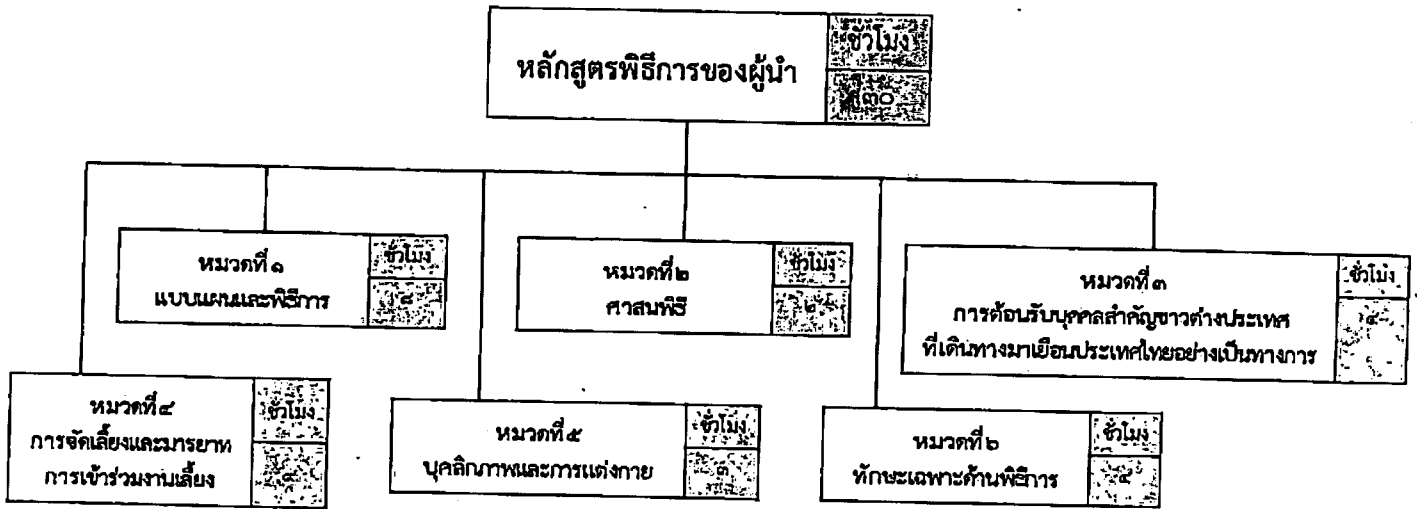 หลักสูตรพิธีการของผู้นำ
ชั่วโมง
๓๐
หมวดที่ ๑
แบบแผนและพิธีการ
ชั่วโมง
หมวดที่ ๒
ศาสนพิธี
ชั่วโมง
๒
หมวดที่ ๓
การต้อนรับบุคคลสำคัญชาวต่างประเทศ
ที่เดินทางมาเยือนประเทศไทยอย่างเป็นทางการ
ชั่วโมง
หมวดที่ ๔
การจัดเลี้ยงและมารยาท
การเข้าร่วมงานเลี้ยง
ชั่วโมง
หมวดที่ ๕
บุคลิกภาพและการแต่งกาย
ชั่วโมง
๓
หมวดที่ ๖
ทักษะเฉพาะด้านพิธีการ
ชั่วโมง